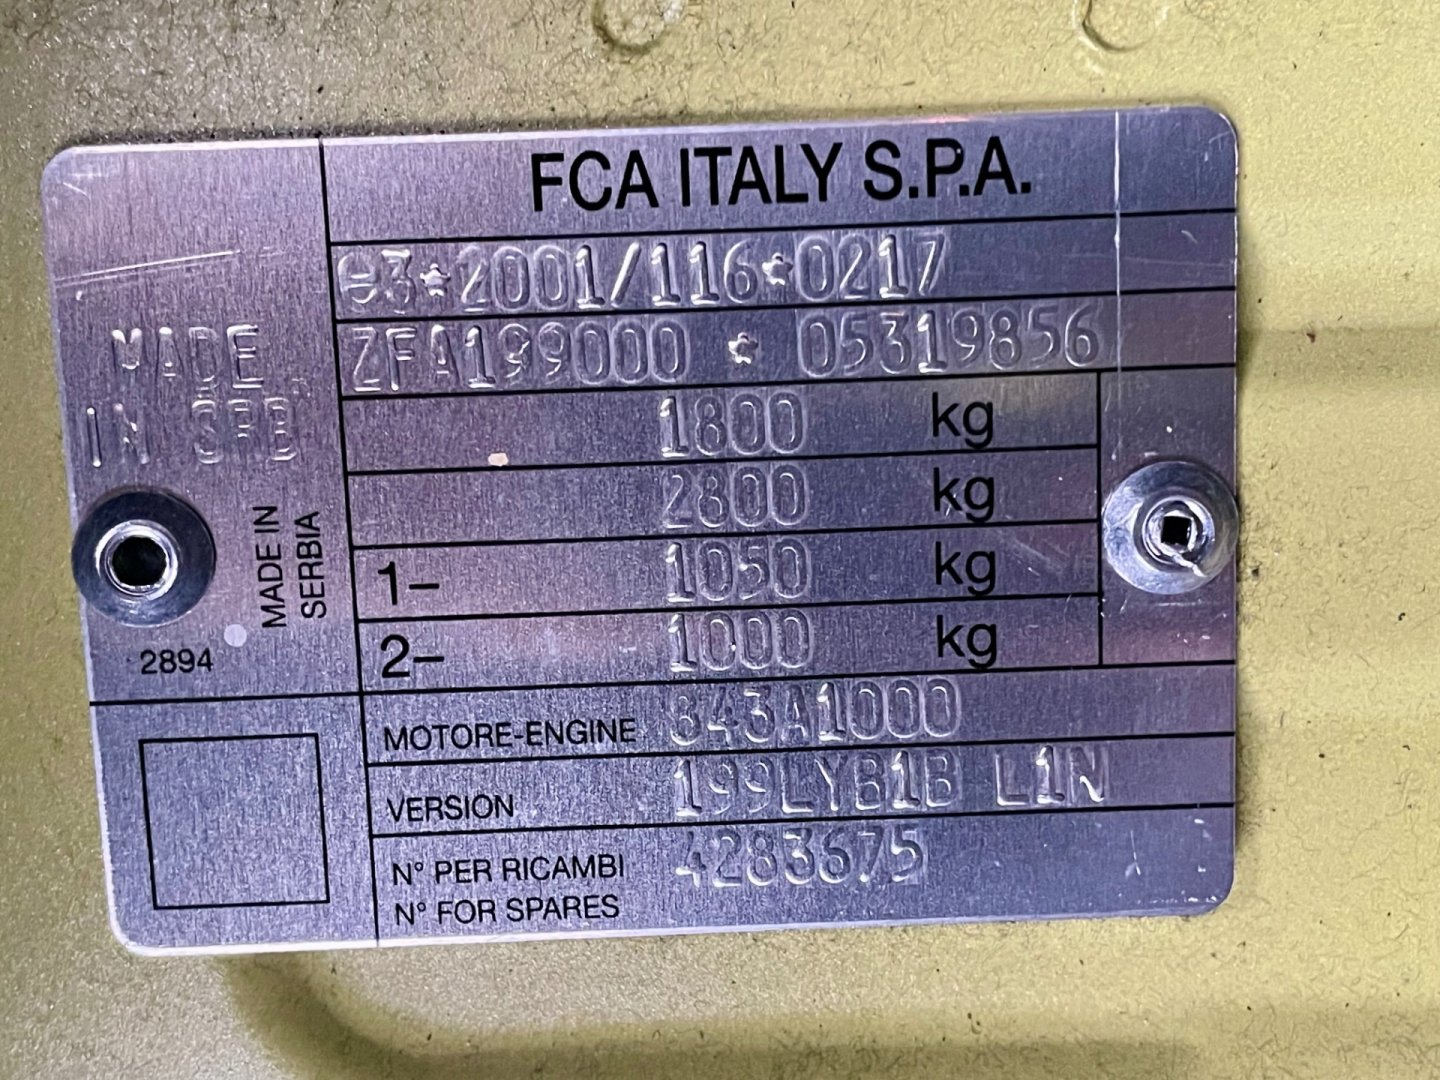 FCA ITALY S.P.A.
e3*2001/116*0217
ZFA199000 * 05319856
1800 kg
2800 kg
1– 1050 kg
2– 1000 kg
MOTORE-ENGINE 843A1000
VERSION 199LYB1B L1N
N° PER RICAMBI 4283675
N° FOR SPARES
MADE
IN SRB
MADE IN
SERBIA
2894